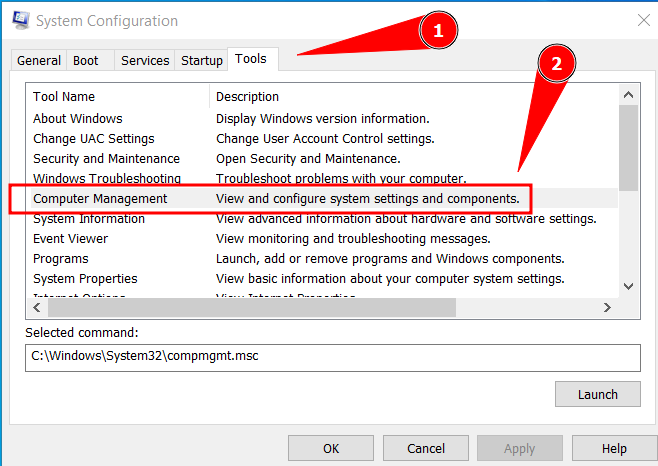 System Configuration
1
General Boot Services Startup Tools
2
Tool Name Description
About Windows Display Windows version information.
Change UAC Settings Change User Account Control settings.
Security and Maintenance Open Security and Maintenance.
Windows Troubleshooting Troubleshoot problems with your computer.
Computer Management View and configure system settings and components.
System Information View advanced information about hardware and software settings.
Event Viewer View monitoring and troubleshooting messages.
Programs Launch, add or remove programs and Windows components.
System Properties View basic information about your computer system settings.
Internet Options View Internet Properties
Selected command:
C:\Windows\System32\compmgmt.msc
Launch
OK Cancel Apply Help